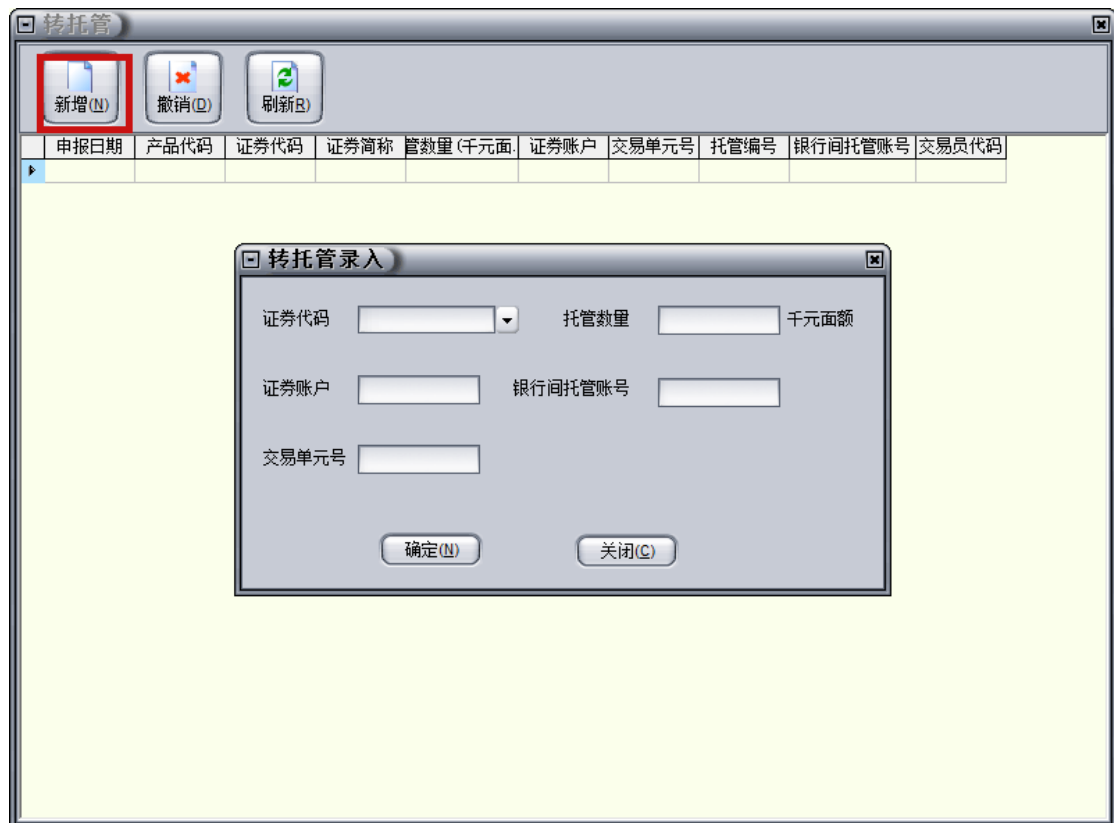 转托管
新增(N) 撤销(D) 刷新R)
申报日期 产品代码 证券代码 证券简称 管数量(千元面. 证券账户 交易单元号 托管编号 银行间托管账号 交易员代码
转托管录入
证券代码 托管数量 千元面额
证券账户 银行间托管账号
交易单元号
确定(N) 关闭(C)